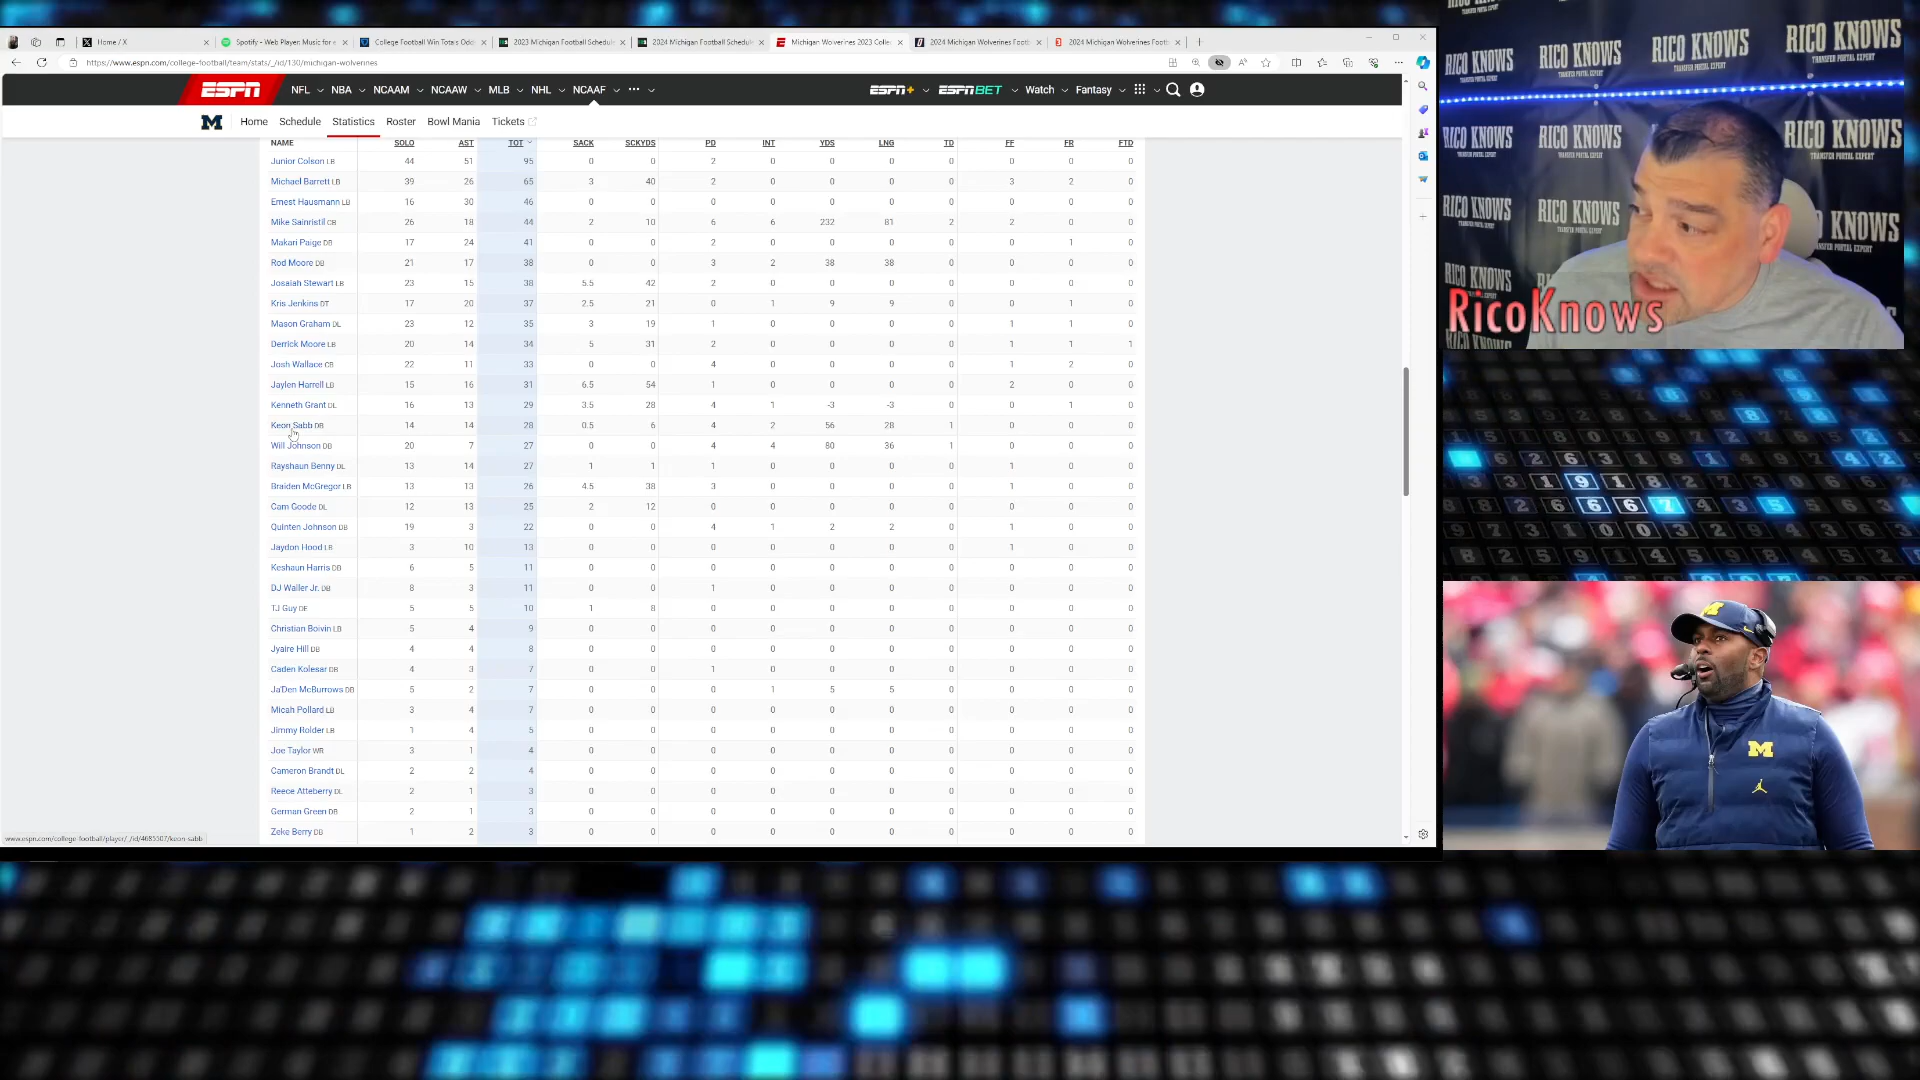 Home / X
Spotify - Web Player: Music for e
College Football Win Totals Odds
2023 Michigan Football Schedule
2024 Michigan Football Schedule
Michigan Wolverines 2023 Colle
2024 Michigan Wolverines Footb
2024 Michigan Wolverines Footb
https://www.espn.com/college-football/team/stats/_/id/130/michigan-wolverines
ESPN NFL NBA NCAAM NCAAW MLB NHL NCAAF ESPN+ ESPN BET Watch Fantasy
M Home Schedule Statistics Roster Bowl Mania Tickets
NAME SOLO AST TOT SACK SCKYDS PD INT YDS LNG TD FF FR FTD
Junior Colson LB 44 51 95 0 0 2 0 0 0 0 0 0 0
Michael Barrett LB 39 26 65 3 40 2 0 0 0 0 3 2 0
Ernest Hausmann LB 16 30 46 0 0 0 0 0 0 0 0 0 0
Mike Sainristil CB 26 18 44 2 10 6 6 232 81 2 2 0 0
Makari Paige DB 17 24 41 0 0 2 0 0 0 0 0 1 0
Rod Moore DB 21 17 38 0 0 3 2 38 38 0 0 0 0
Josaiah Stewart LB 23 15 38 5.5 42 2 0 0 0 0 0 0 0
Kris Jenkins DT 17 20 37 2.5 21 0 1 9 9 0 0 1 0
Mason Graham DL 23 12 35 3 19 1 0 0 0 0 1 1 0
Derrick Moore LB 20 14 34 5 31 2 0 0 0 0 1 1 1
Josh Wallace CB 22 11 33 0 0 4 0 0 0 0 1 2 0
Jaylen Harrell LB 15 16 31 6.5 54 1 0 0 0 0 2 0 0
Kenneth Grant DL 16 13 29 3.5 28 4 1 -3 -3 0 0 1 0
Keon Sabb DB 14 14 28 0.5 6 4 2 56 28 1 0 0 0
Will Johnson DB 20 7 27 0 0 4 4 80 36 1 0 0 0
Rayshaun Benny DL 13 14 27 1 1 1 0 0 0 0 1 0 0
Braiden McGregor LB 13 13 26 4.5 38 3 0 0 0 0 1 0 0
Cam Goode DL 12 13 25 2 12 0 0 0 0 0 0 0 0
Quinten Johnson DB 19 3 22 0 0 4 1 2 2 0 1 0 0
Jaydon Hood LB 3 10 13 0 0 0 0 0 0 0 1 0 0
Keshaun Harris DB 6 5 11 0 0 0 0 0 0 0 0 0 0
DJ Waller Jr. DB 8 3 11 0 0 1 0 0 0 0 0 0 0
TJ Guy DE 5 5 10 1 8 0 0 0 0 0 0 0 0
Christian Boivin LB 5 4 9 0 0 0 0 0 0 0 0 0 0
Jyaire Hill DB 4 4 8 0 0 0 0 0 0 0 0 0 0
Caden Kolesar DB 4 3 7 0 0 1 0 0 0 0 0 0 0
Ja'Den McBurrows DB 5 2 7 0 0 0 1 5 5 0 0 0 0
Micah Pollard LB 3 4 7 0 0 0 0 0 0 0 0 0 0
Jimmy Rolder LB 1 4 5 0 0 0 0 0 0 0 0 0 0
Joe Taylor WR 3 1 4 0 0 0 0 0 0 0 0 0 0
Cameron Brandt DL 2 2 4 0 0 0 0 0 0 0 0 0 0
Reece Atteberry DL 2 1 3 0 0 0 0 0 0 0 0 0 0
German Green DB 2 1 3 0 0 0 0 0 0 0 0 0 0
Zeke Berry DB 1 2 3 0 0 0 0 0 0 0 0 0 0
www.espn.com/college-football/player/_/id/4685507/keon-sabb
RICO KNOWS
TRANSFER PORTAL EXPERT
RicoKnows
M
M